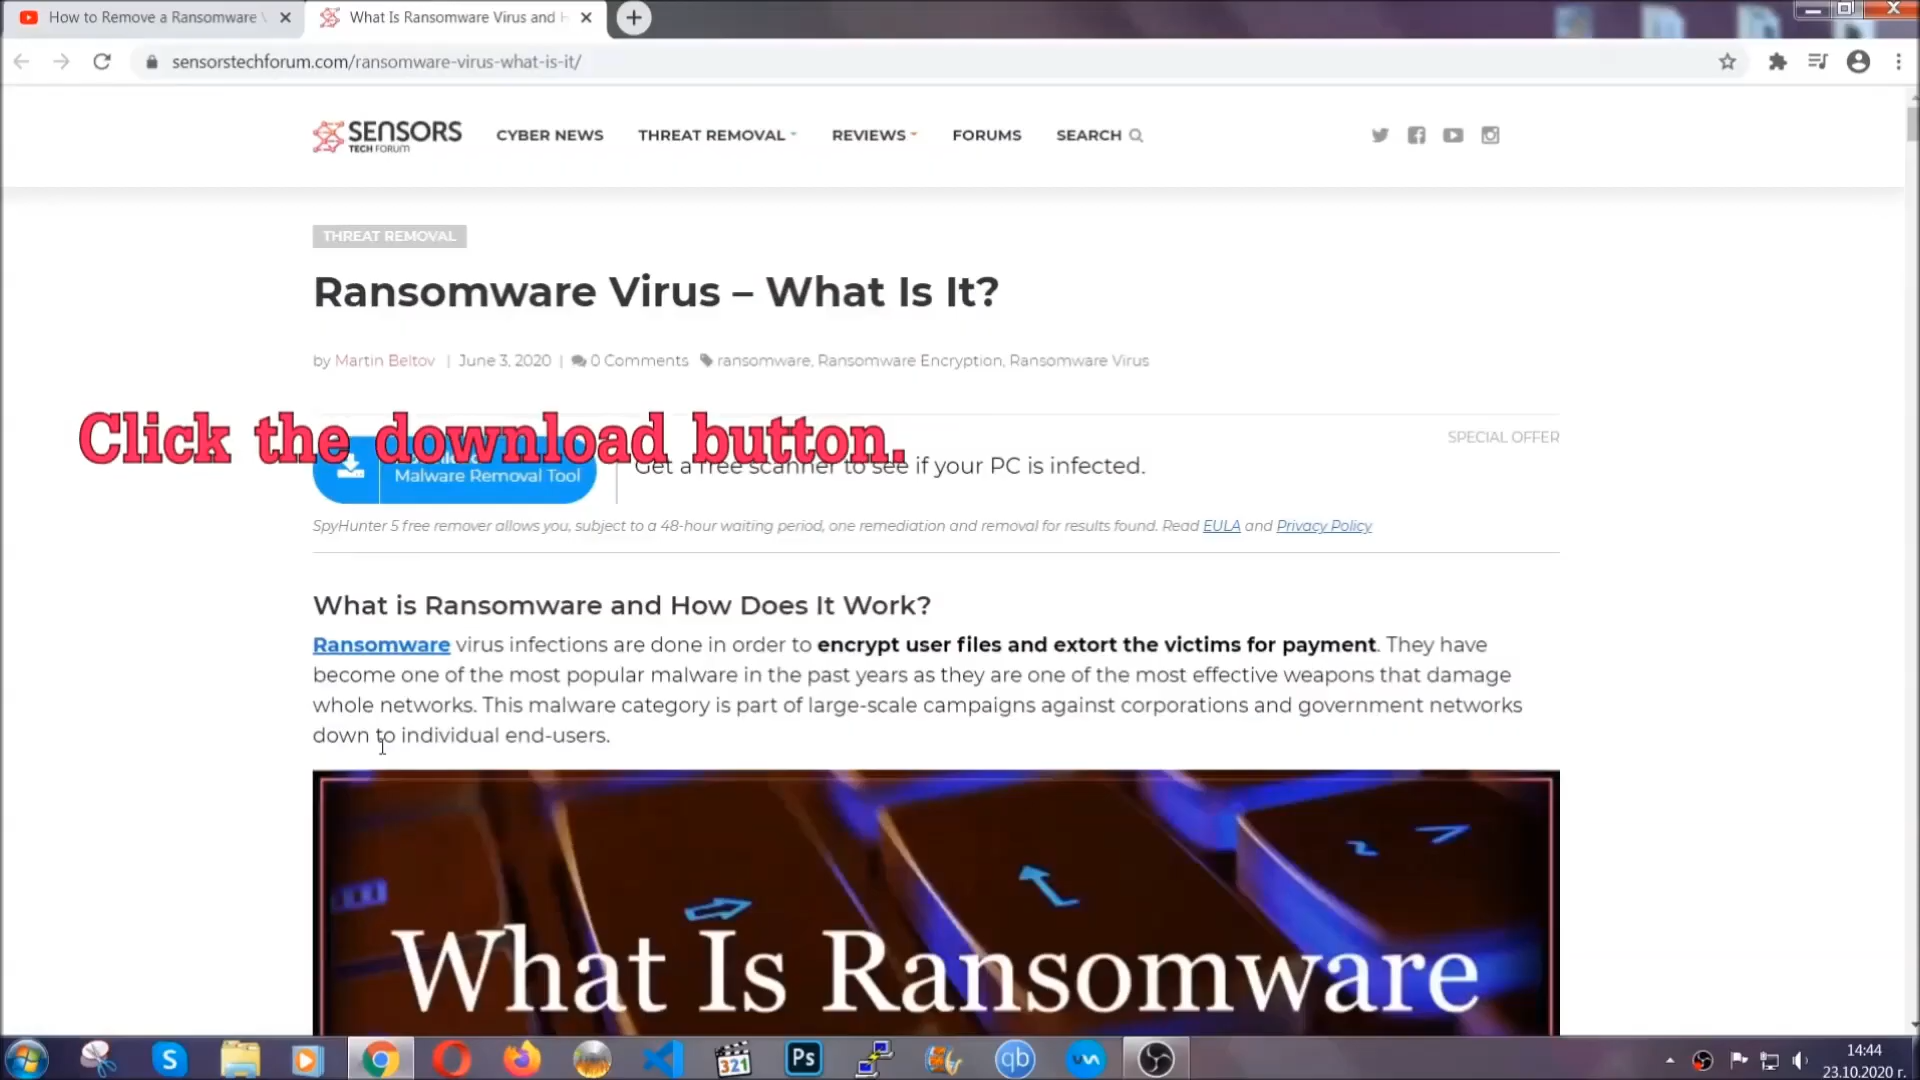 How to Remove a Ransomware
What Is Ransomware Virus and H
sensorstechforum.com/ransomware-virus-what-is-it/
SENSORS
TECH FORUM
CYBER NEWS
THREAT REMOVAL
REVIEWS
FORUMS
SEARCH
THREAT REMOVAL
Ransomware Virus – What Is It?
by Martin Beltov | June 3, 2020 | 0 Comments ransomware, Ransomware Encryption, Ransomware Virus
Click the download button.
SPECIAL OFFER
Malware Removal Tool
Get a free scanner to see if your PC is infected.
SpyHunter 5 free remover allows you, subject to a 48-hour waiting period, one remediation and removal for results found. Read EULA and Privacy Policy
What is Ransomware and How Does It Work?
Ransomware virus infections are done in order to encrypt user files and extort the victims for payment. They have
become one of the most popular malware in the past years as they are one of the most effective weapons that damage
whole networks. This malware category is part of large-scale campaigns against corporations and government networks
down to individual end-users.
What Is Ransomware
S
321
Ps
qb
14:44
23.10.2020 г.